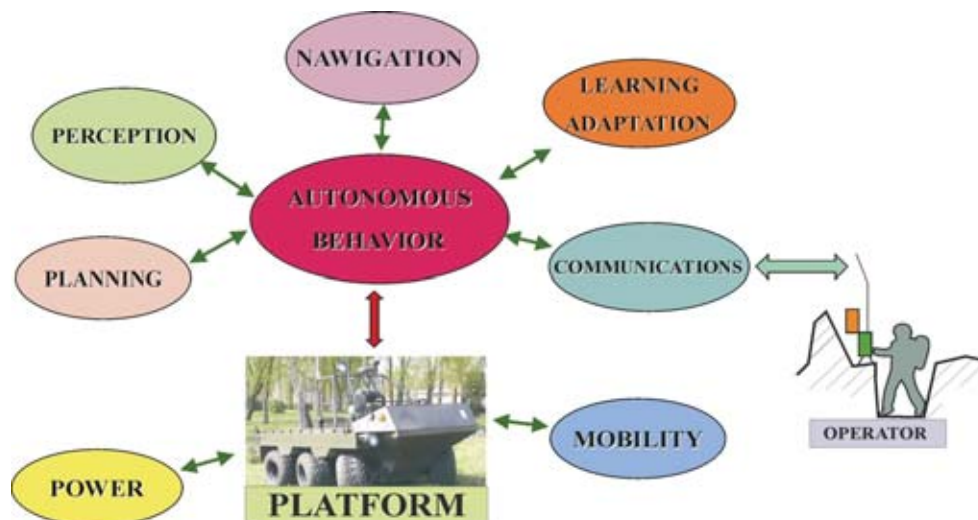 NAWIGATION
LEARNING
ADAPTATION
PERCEPTION
AUTONOMOUS
BEHAVIOR
PLANNING
COMMUNICATIONS
OPERATOR
MOBILITY
POWER
PLATFORM